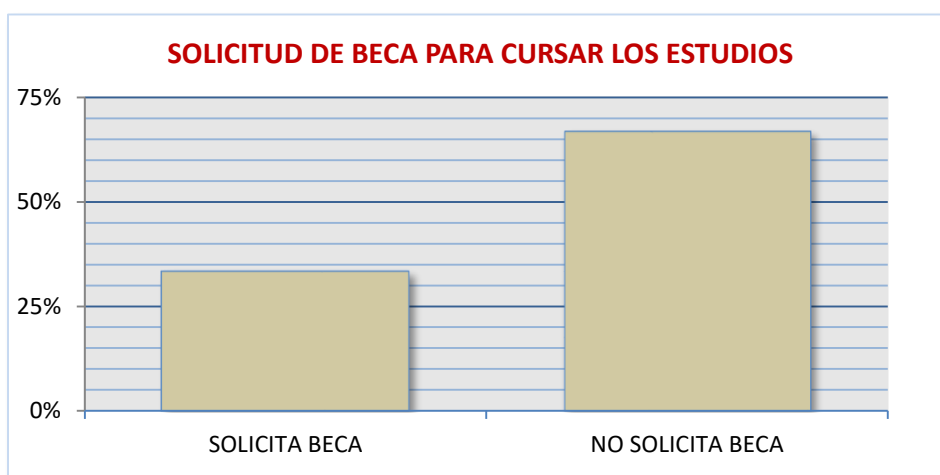 SOLICITUD DE BECA PARA CURSAR LOS ESTUDIOS
75%
50%
25%
0%
SOLICITA BECA
NO SOLICITA BECA